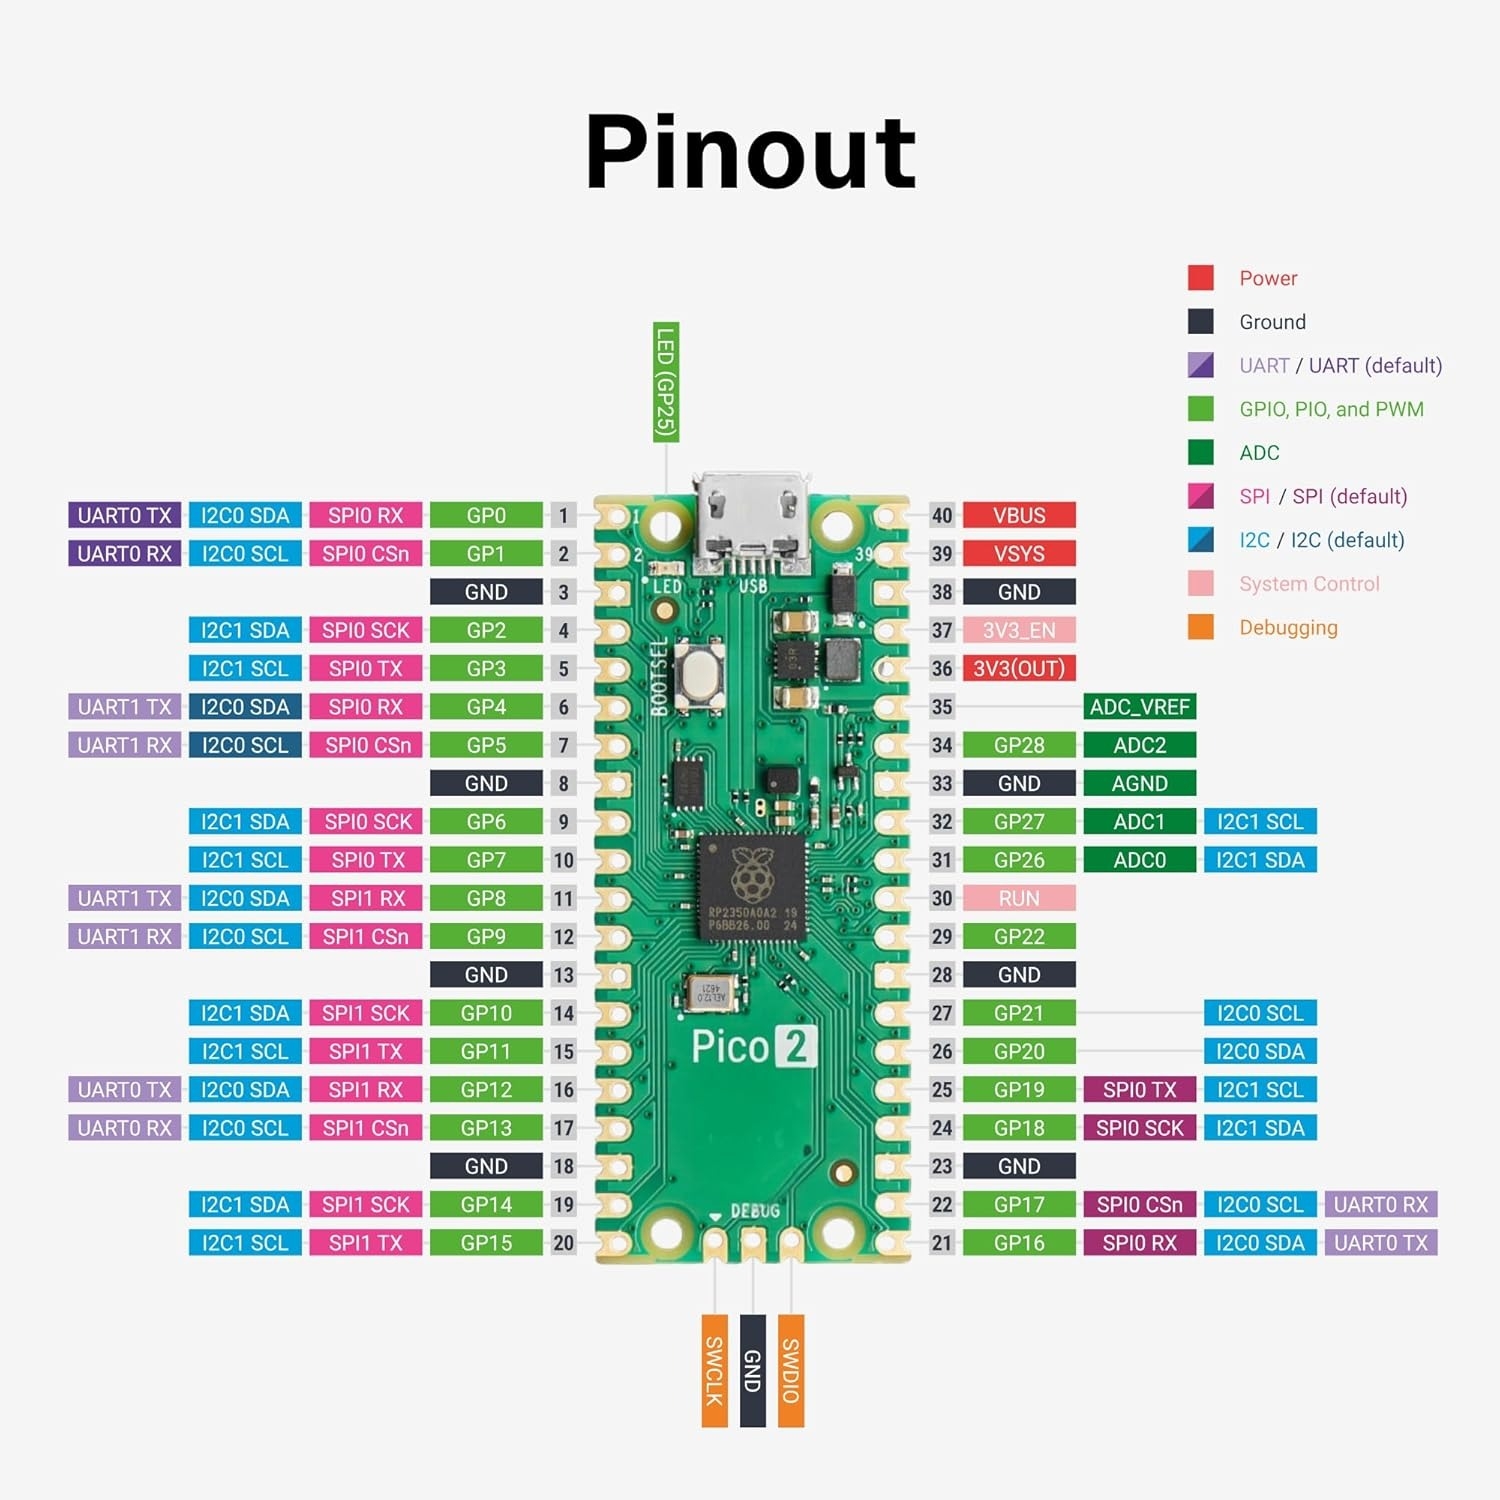 Pinout
Power
Ground
UART / UART (default)
GPIO, PIO, and PWM
ADC
SPI / SPI (default)
I2C / I2C (default)
System Control
Debugging
LED (GP25)
UART0 TX I2C0 SDA SPI0 RX GP0 1 1 40 VBUS
UART0 RX I2C0 SCL SPI0 CSn GP1 2 2 39 39 VSYS
LED USB
GND 3 38 GND
I2C1 SDA SPI0 SCK GP2 4 37 3V3_EN
I2C1 SCL SPI0 TX GP3 5 36 3V3(OUT)
BOOTSEL
UART1 TX I2C0 SDA SPI0 RX GP4 6 35 ADC_VREF
UART1 RX I2C0 SCL SPI0 CSn GP5 7 34 GP28 ADC2
GND 8 33 GND AGND
I2C1 SDA SPI0 SCK GP6 9 32 GP27 ADC1 I2C1 SCL
I2C1 SCL SPI0 TX GP7 10 31 GP26 ADC0 I2C1 SDA
UART1 TX I2C0 SDA SPI1 RX GP8 11 30 RUN
RP2350A0A2 19
P6BB26.00 24
UART1 RX I2C0 SCL SPI1 CSn GP9 12 29 GP22
GND 13 28 GND
AEL12.0
4621
I2C1 SDA SPI1 SCK GP10 14 27 GP21 I2C0 SCL
I2C1 SCL SPI1 TX GP11 15 Pico 2 26 GP20 I2C0 SDA
UART0 TX I2C0 SDA SPI1 RX GP12 16 25 GP19 SPI0 TX I2C1 SCL
UART0 RX I2C0 SCL SPI1 CSn GP13 17 24 GP18 SPI0 SCK I2C1 SDA
GND 18 23 GND
I2C1 SDA SPI1 SCK GP14 19 DEBUG 22 GP17 SPI0 CSn I2C0 SCL UART0 RX
I2C1 SCL SPI1 TX GP15 20 21 GP16 SPI0 RX I2C0 SDA UART0 TX
SWCLK
GND
SWDIO